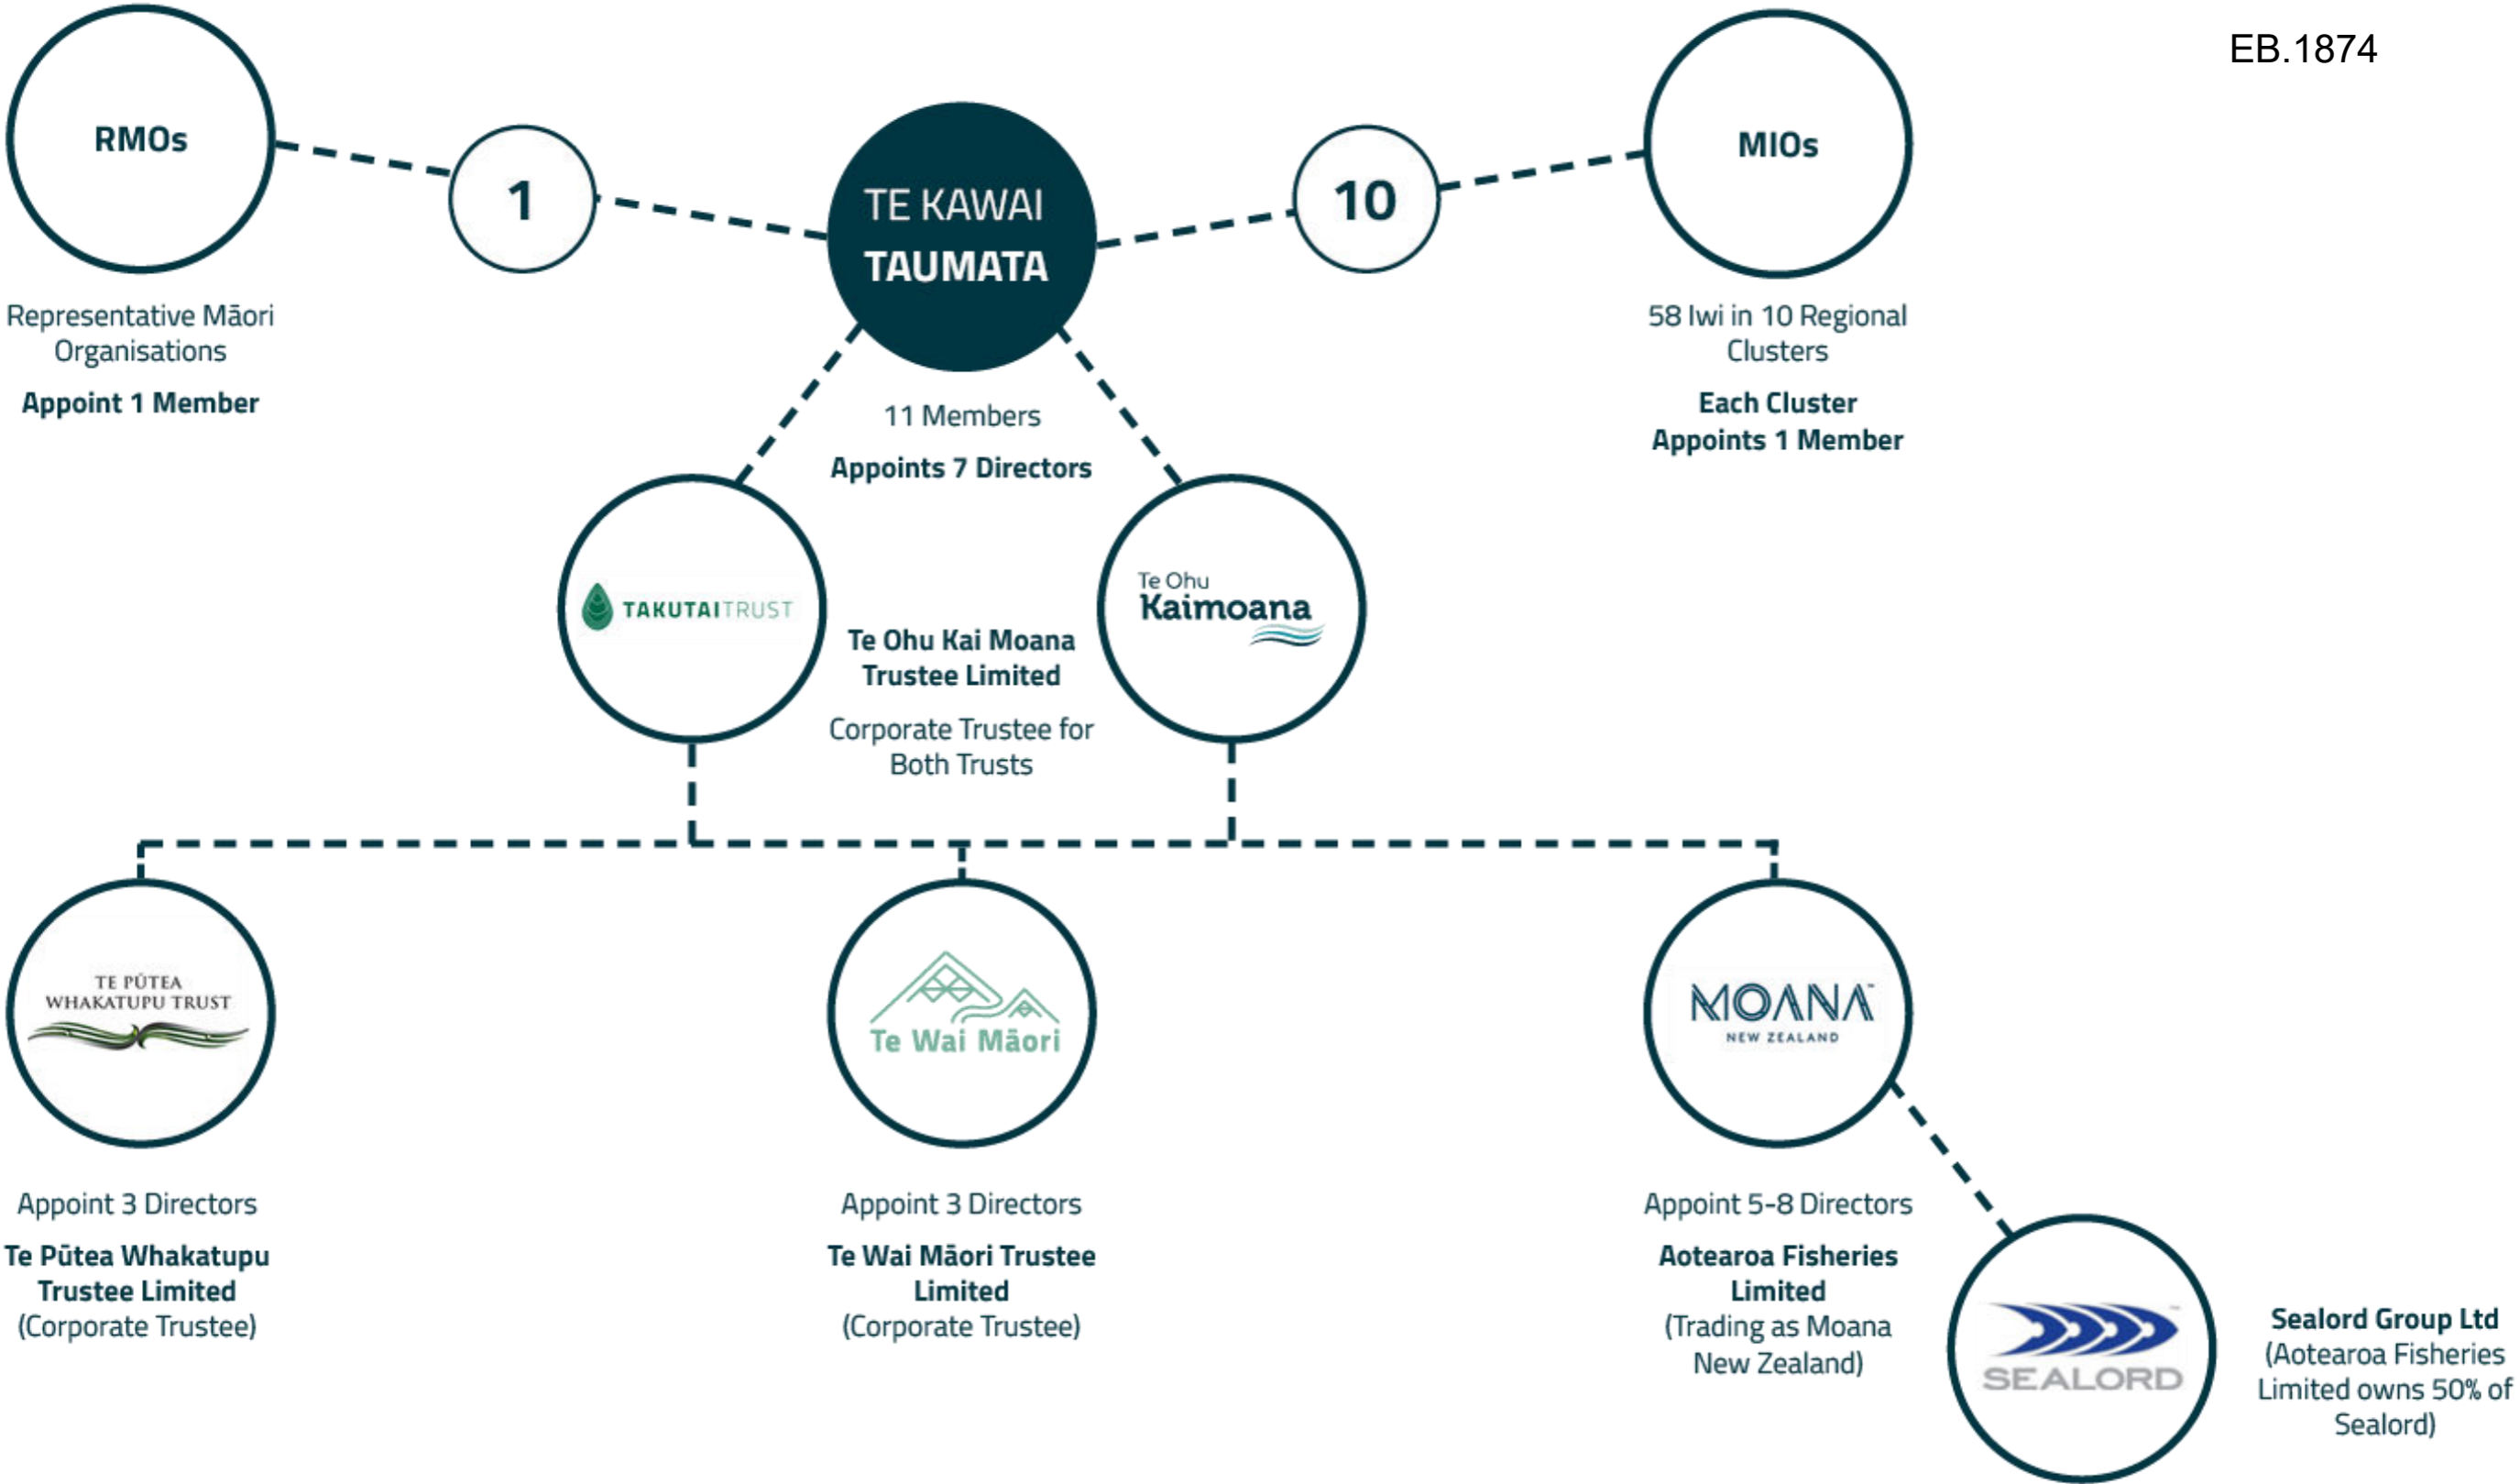 EB.1874
RMOs
1
TE KAWAI
TAUMATA
10
MIOs
Representative Māori
Organisations
Appoint 1 Member
11 Members
Appoints 7 Directors
58 Iwi in 10 Regional
Clusters
Each Cluster
Appoints 1 Member
TAKUTAITRUST
Te Ohu Kai Moana
Trustee Limited
Corporate Trustee for
Both Trusts
Te Ohu
Kaimoana
TE PŪTEA
WHAKATUPU TRUST
Appoint 3 Directors
Te Pūtea Whakatupu
Trustee Limited
(Corporate Trustee)
Te Wai Māori
Appoint 3 Directors
Te Wai Māori Trustee
Limited
(Corporate Trustee)
MOANA™
NEW ZEALAND
Appoint 5-8 Directors
Aotearoa Fisheries
Limited
(Trading as Moana
New Zealand)
SEALORD™
Sealord Group Ltd
(Aotearoa Fisheries
Limited owns 50% of
Sealord)